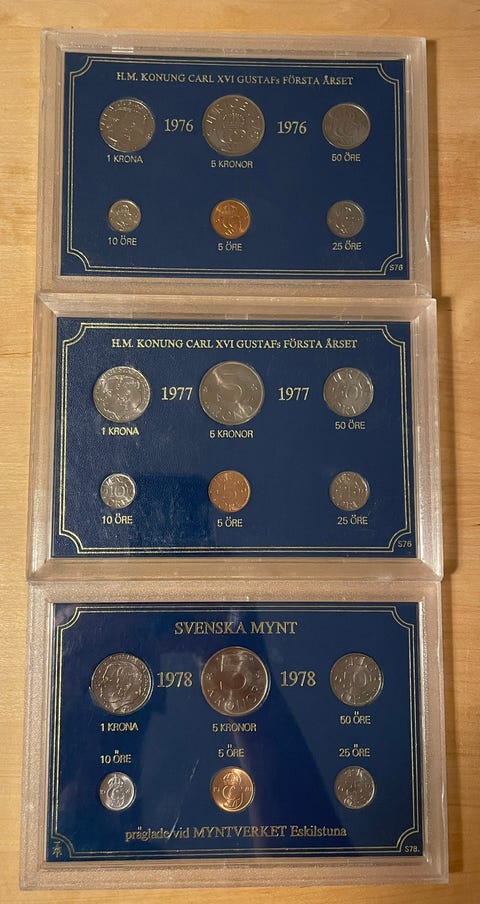 H.M. KONUNG CARL XVI GUSTAFs FÖRSTA ÅRSET
1976 1976
1 KRONA 5 KRONOR 50 ÖRE
10 ÖRE 5 ÖRE 25 ÖRE
S76
H.M. KONUNG CARL XVI GUSTAFs FÖRSTA ÅRSET
1977 1977
1 KRONA 5 KRONOR 50 ÖRE
10 ÖRE 5 ÖRE 25 ÖRE
S76
SVENSKA MYNT
1978 1978
1 KRONA 5 KRONOR 50 ÖRE
10 ÖRE 5 ÖRE 25 ÖRE
präglade vid MYNTVERKET Eskilstuna
S78.